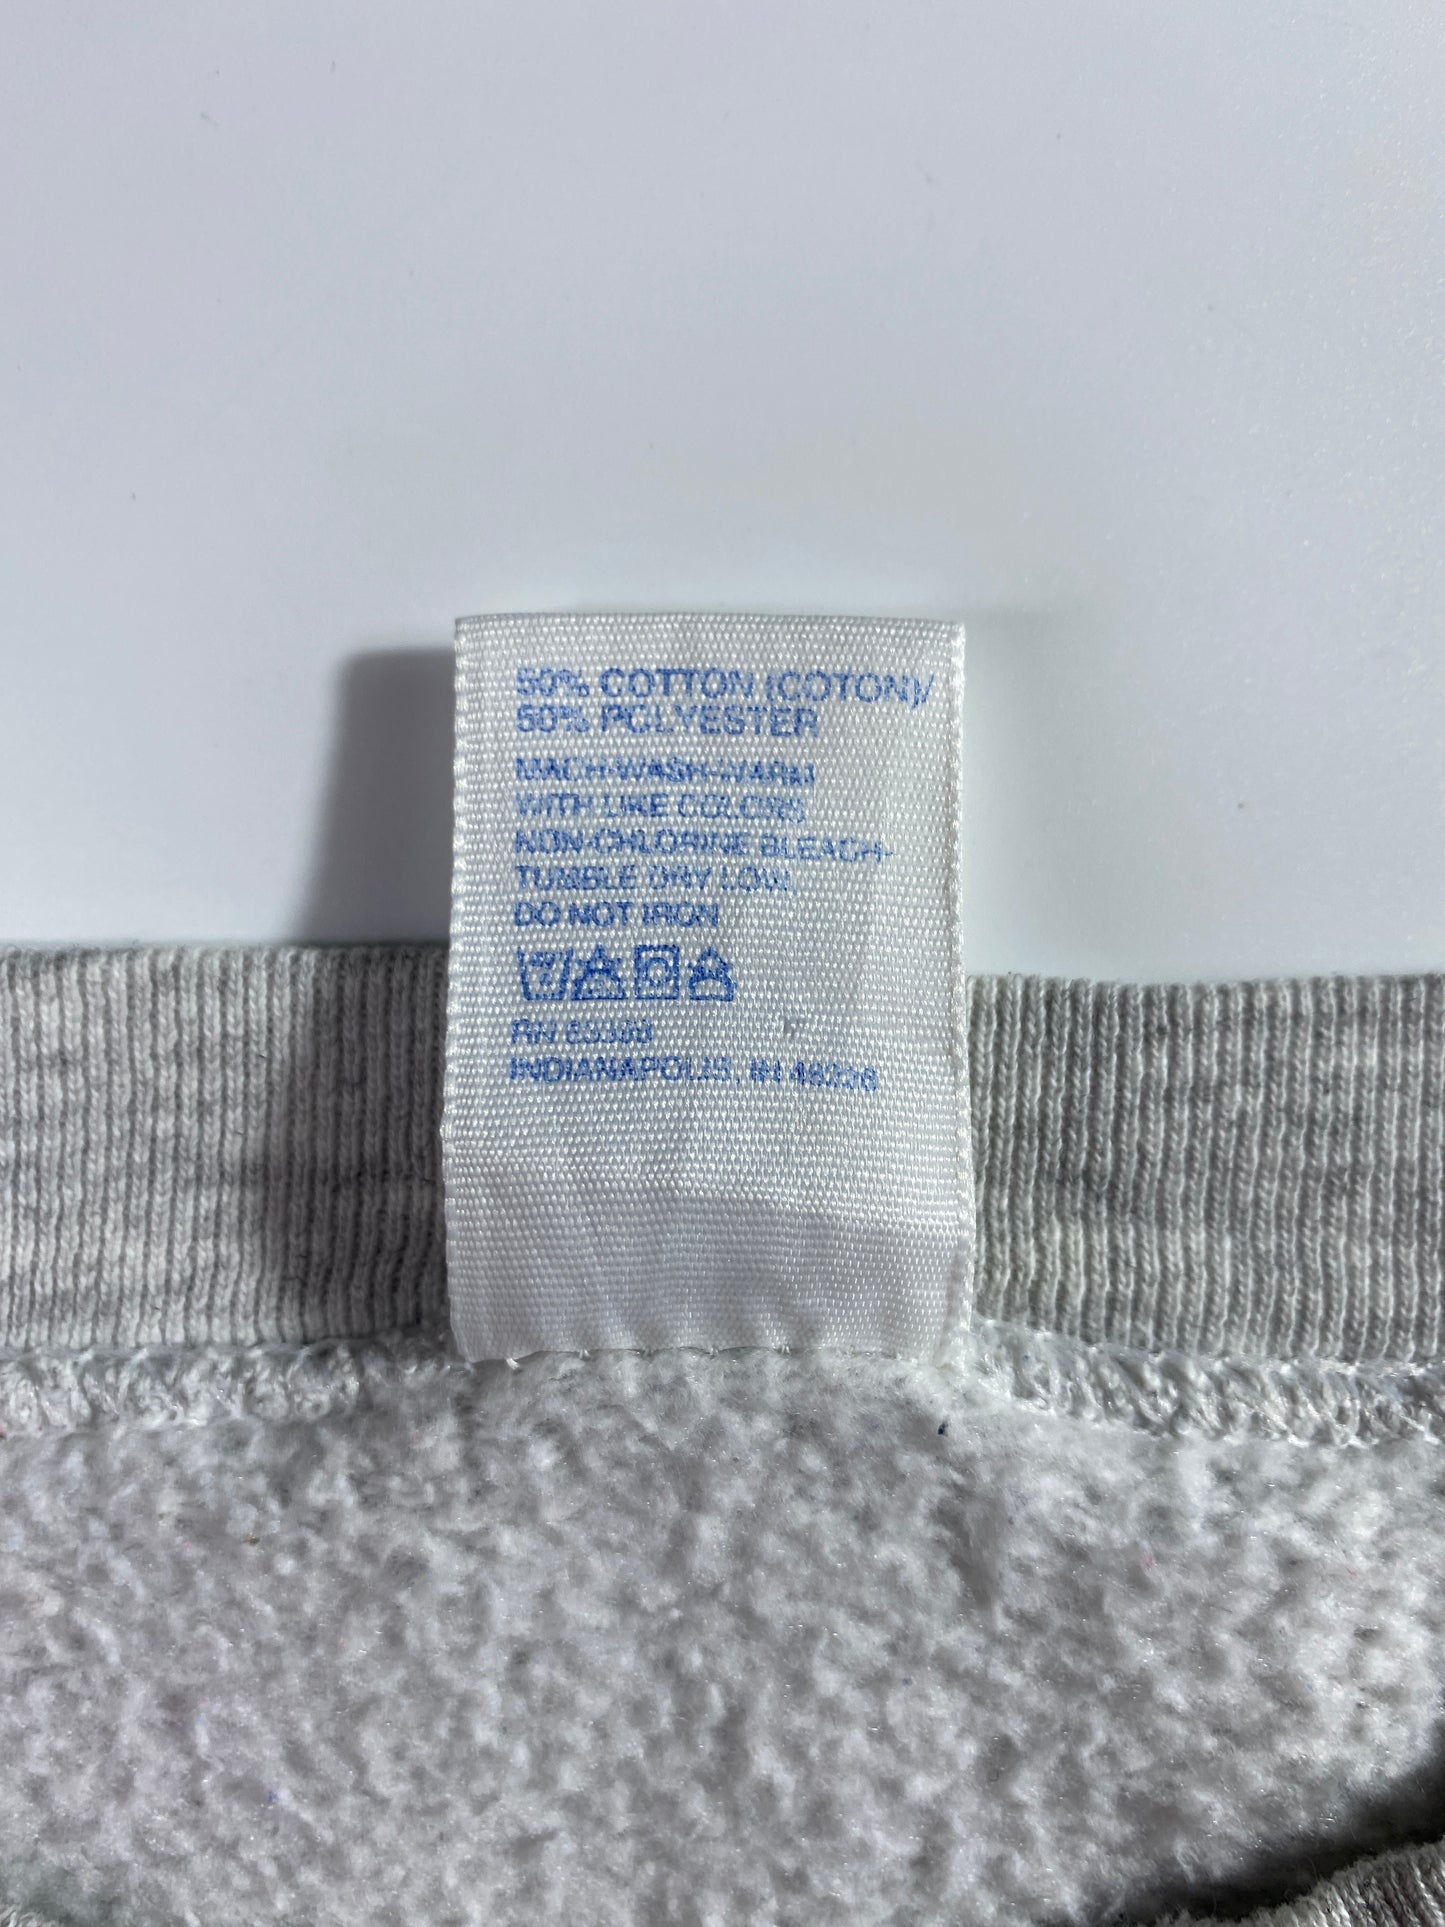 50% COTTON (COTON)/
50% POLYESTER
MACH-WASH-WARM
WITH LIKE COLORS
NON-CHLORINE BLEACH-
TUMBLE DRY LOW
DO NOT IRON
RN
INDIANAPOLIS, IN